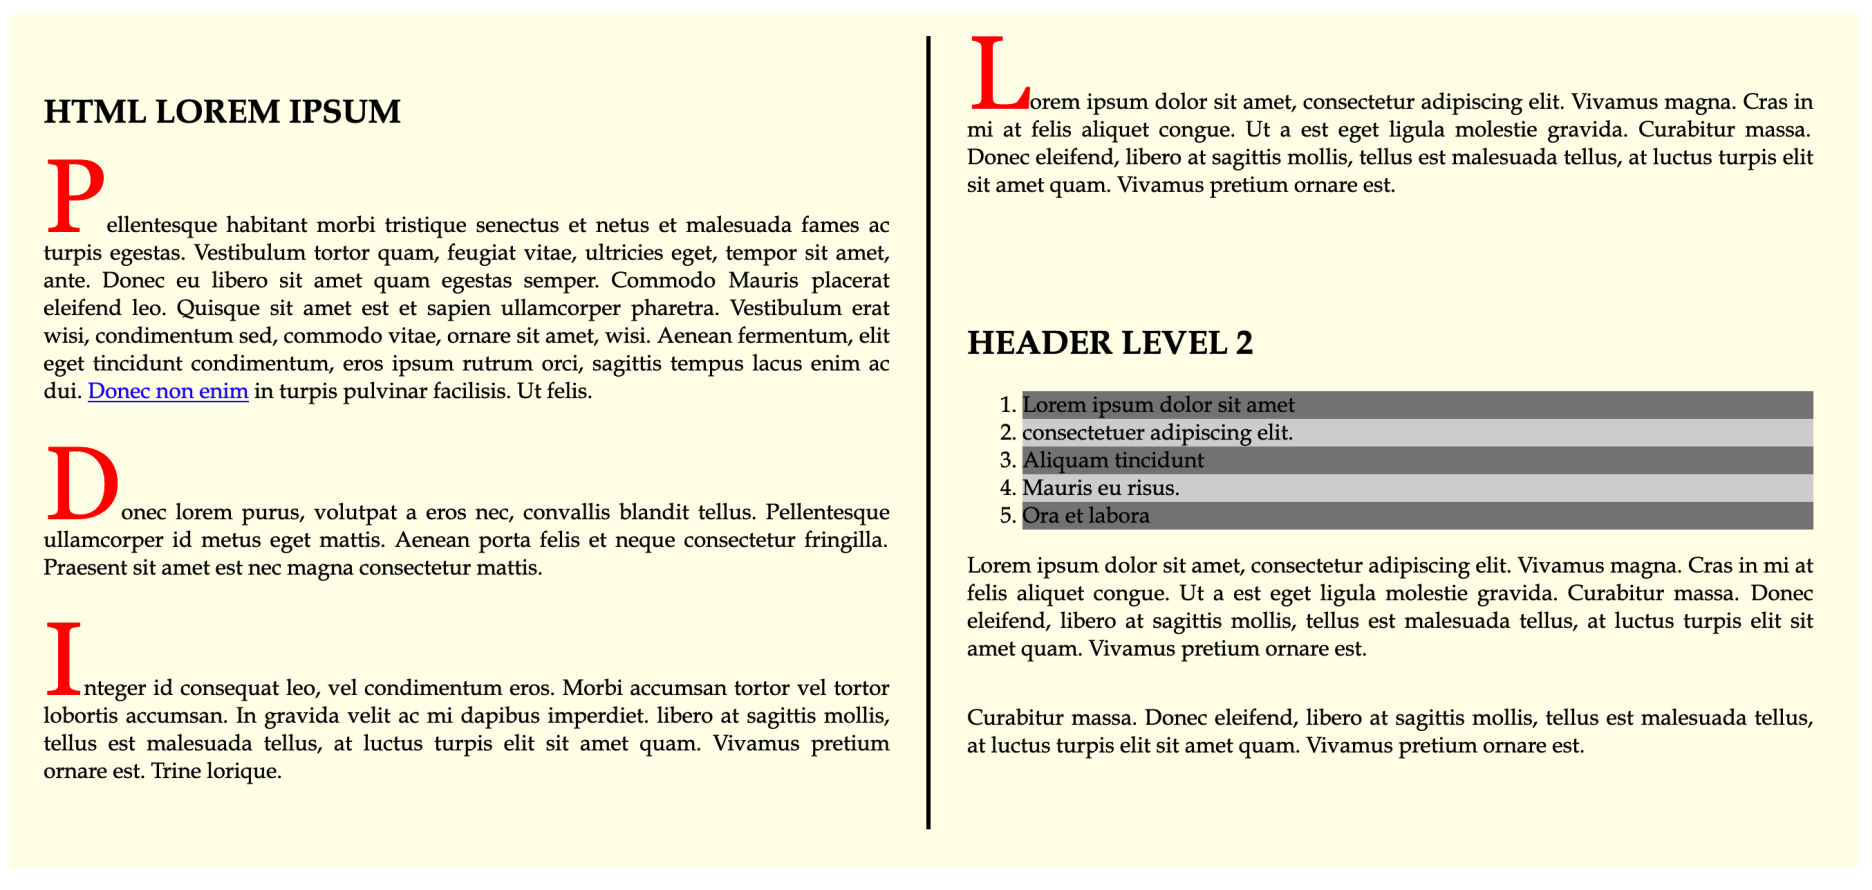 HTML LOREM IPSUM
Pellentesque habitant morbi tristique senectus et netus et malesuada fames ac
turpis egestas. Vestibulum tortor quam, feugiat vitae, ultricies eget, tempor sit amet,
ante. Donec eu libero sit amet quam egestas semper. Commodo Mauris placerat
eleifend leo. Quisque sit amet est et sapien ullamcorper pharetra. Vestibulum erat
wisi, condimentum sed, commodo vitae, ornare sit amet, wisi. Aenean fermentum, elit
eget tincidunt condimentum, eros ipsum rutrum orci, sagittis tempus lacus enim ac
dui. Donec non enim in turpis pulvinar facilisis. Ut felis.
Donec lorem purus, volutpat a eros nec, convallis blandit tellus. Pellentesque
ullamcorper id metus eget mattis. Aenean porta felis et neque consectetur fringilla.
Praesent sit amet est nec magna consectetur mattis.
Integer id consequat leo, vel condimentum eros. Morbi accumsan tortor vel tortor
lobortis accumsan. In gravida velit ac mi dapibus imperdiet. libero at sagittis mollis,
tellus est malesuada tellus, at luctus turpis elit sit amet quam. Vivamus pretium
ornare est. Trine lorique.
Lorem ipsum dolor sit amet, consectetur adipiscing elit. Vivamus magna. Cras in
mi at felis aliquet congue. Ut a est eget ligula molestie gravida. Curabitur massa.
Donec eleifend, libero at sagittis mollis, tellus est malesuada tellus, at luctus turpis elit
sit amet quam. Vivamus pretium ornare est.
HEADER LEVEL 2
1. Lorem ipsum dolor sit amet
2. consectetuer adipiscing elit.
3. Aliquam tincidunt
4. Mauris eu risus.
5. Ora et labora
Lorem ipsum dolor sit amet, consectetur adipiscing elit. Vivamus magna. Cras in mi at
felis aliquet congue. Ut a est eget ligula molestie gravida. Curabitur massa. Donec
eleifend, libero at sagittis mollis, tellus est malesuada tellus, at luctus turpis elit sit
amet quam. Vivamus pretium ornare est.
Curabitur massa. Donec eleifend, libero at sagittis mollis, tellus est malesuada tellus,
at luctus turpis elit sit amet quam. Vivamus pretium ornare est.